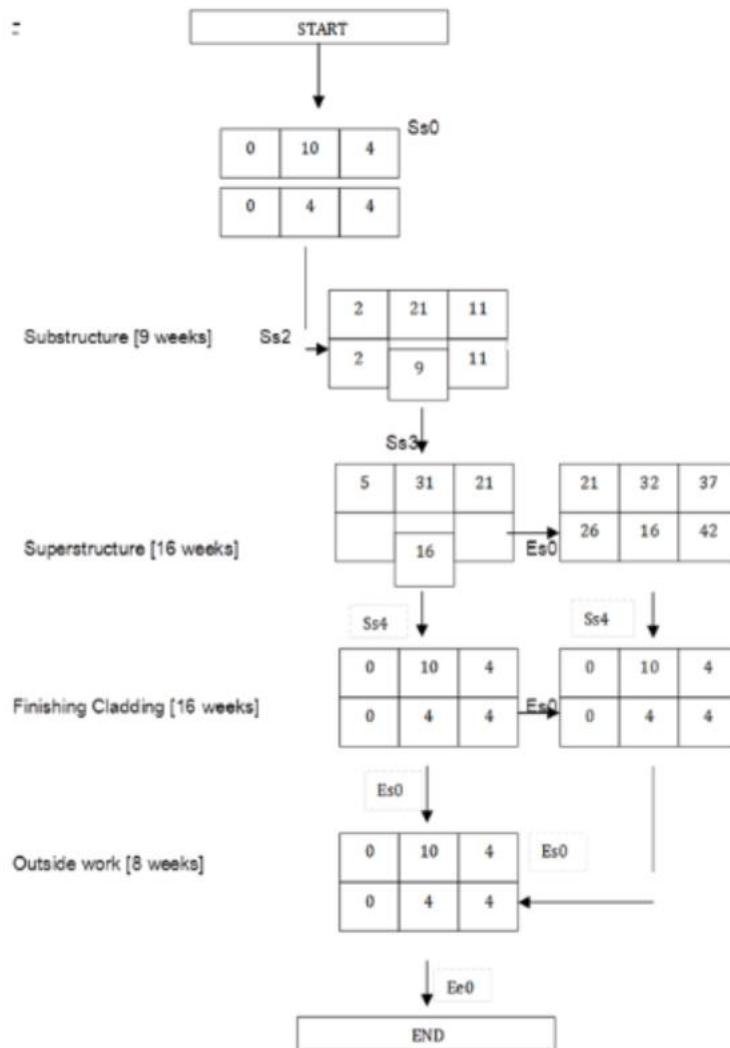 START
Ss0
0 10 4
0 4 4
2 21 11
Substructure [9 weeks] Ss2
2 9 11
Ss3
5 31 21 21 32 37
26 16 42
Superstructure [16 weeks] 16 Es0
Ss4 Ss4
0 10 4 0 10 4
Finishing Cladding [16 weeks] 0 4 4 Es0 0 4 4
Es0
0 10 4 Es0
Outside work [8 weeks]
0 4 4
Ee0
END